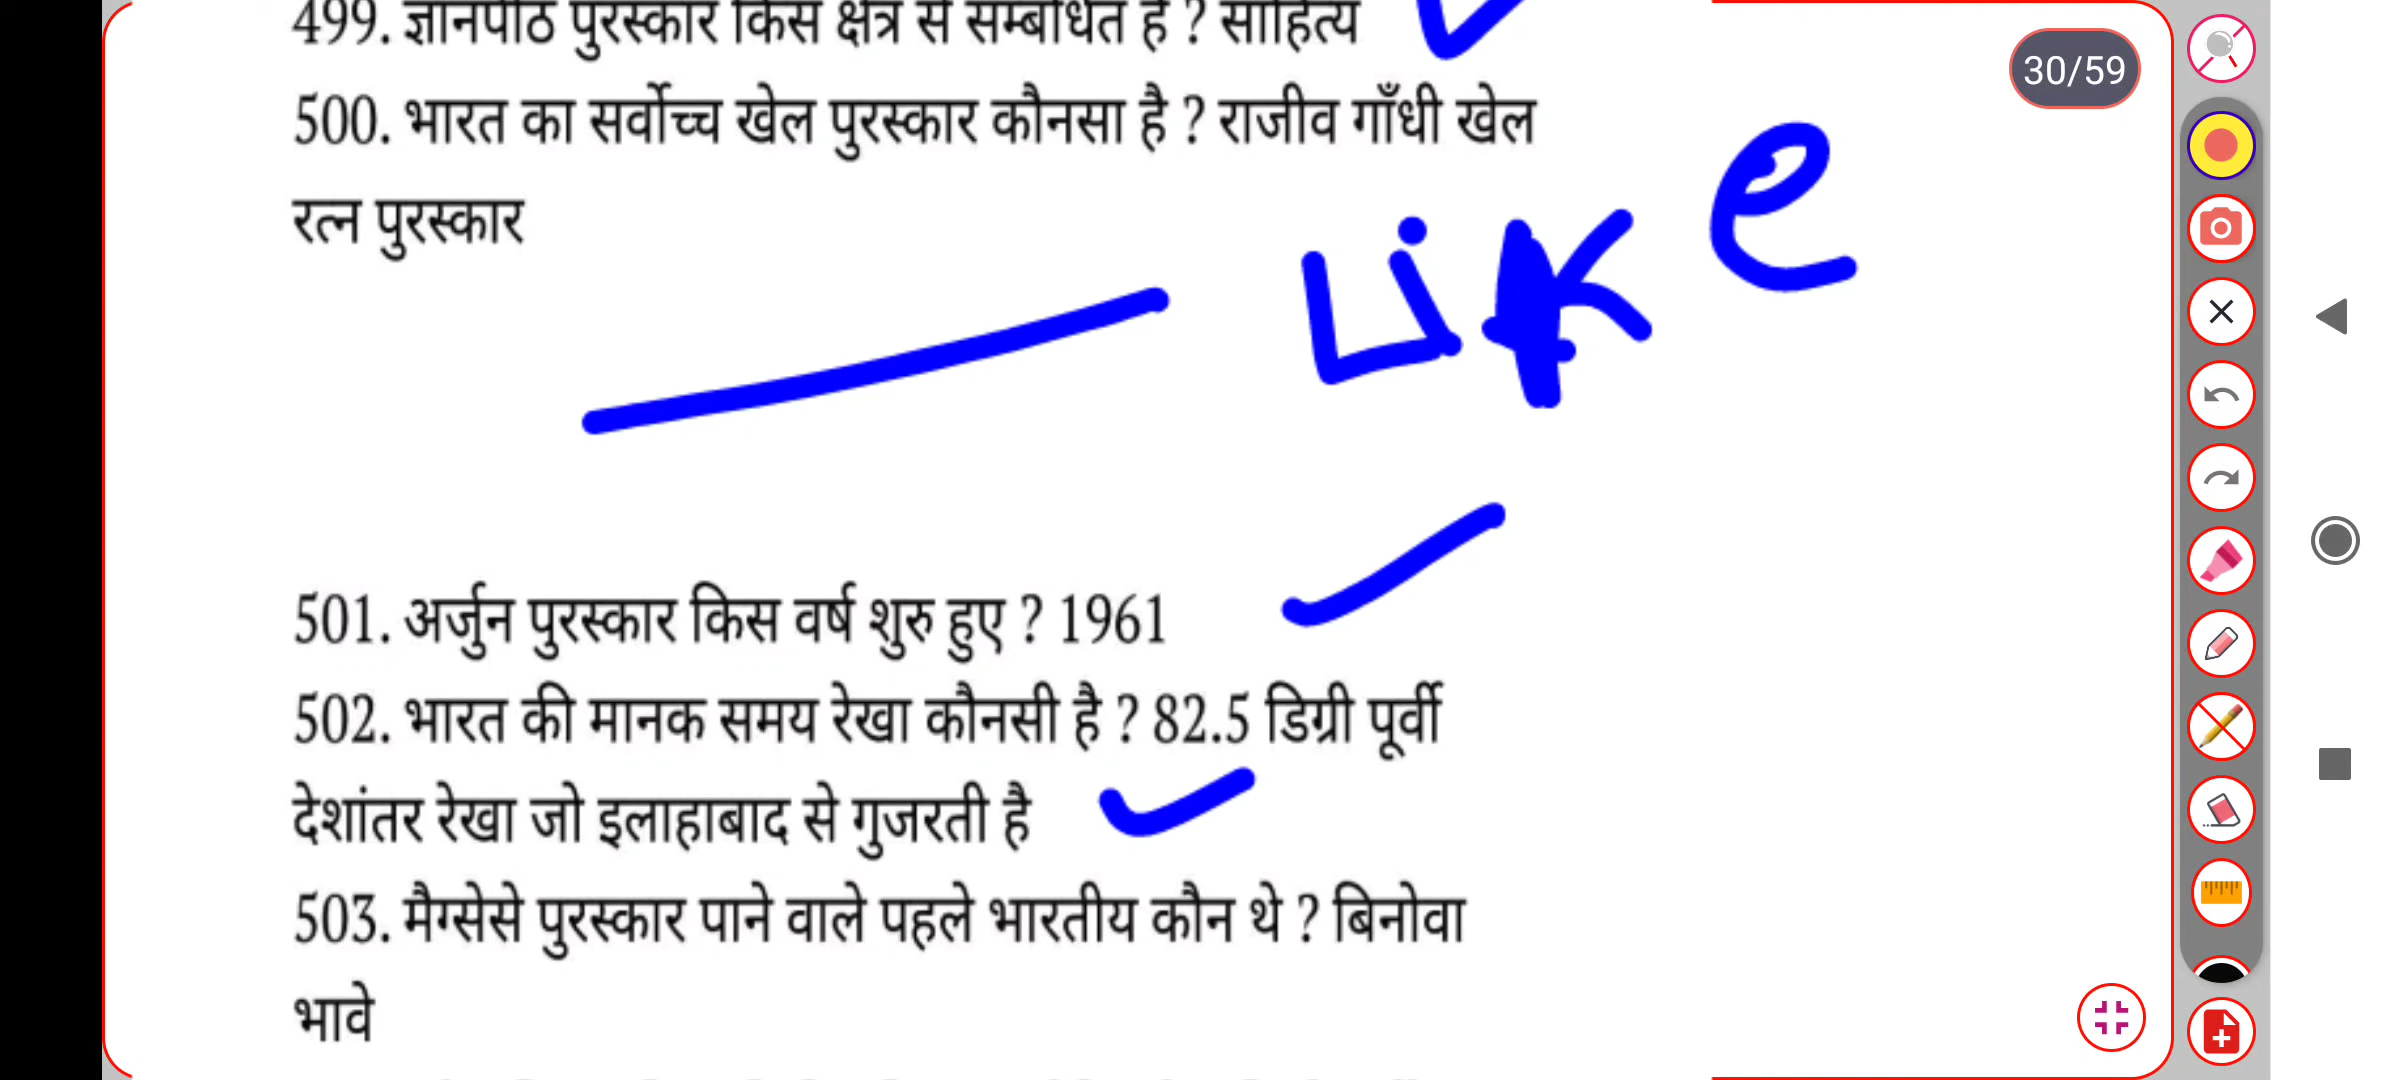 499. ज्ञानपीठ पुरस्कार किस क्षेत्र से सम्बंधित है ? साहित्य
30/59
500. भारत का सर्वोच्च खेल पुरस्कार कौनसा है ? राजीव गाँधी खेल
रत्न पुरस्कार
Like
501. अर्जुन पुरस्कार किस वर्ष शुरु हुए ? 1961
502. भारत की मानक समय रेखा कौनसी है ? 82.5 डिग्री पूर्वी
देशांतर रेखा जो इलाहाबाद से गुजरती है
503. मैग्सेसे पुरस्कार पाने वाले पहले भारतीय कौन थे ? बिनोवा
भावे